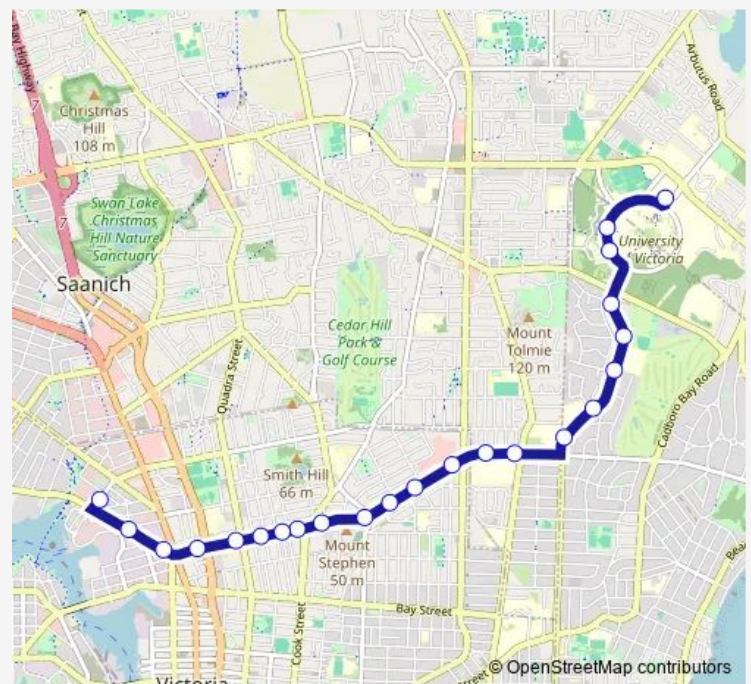 Bay Highway
7
Christmas
Hill
108 m
Arbutus Road
Swan Lake
Christmas
Hill Nature
Sanctuary
7
University
Victoria
Saanich
Cedar Hill
Park &
Golf Course
Mount
Tolmie
120 m
Quadra Street
Cadboro Bay Road
Smith Hill
66 m
Mount
Stephen
50 m
Bay Street
Cook Street
Victoria
© OpenStreetMap contributors